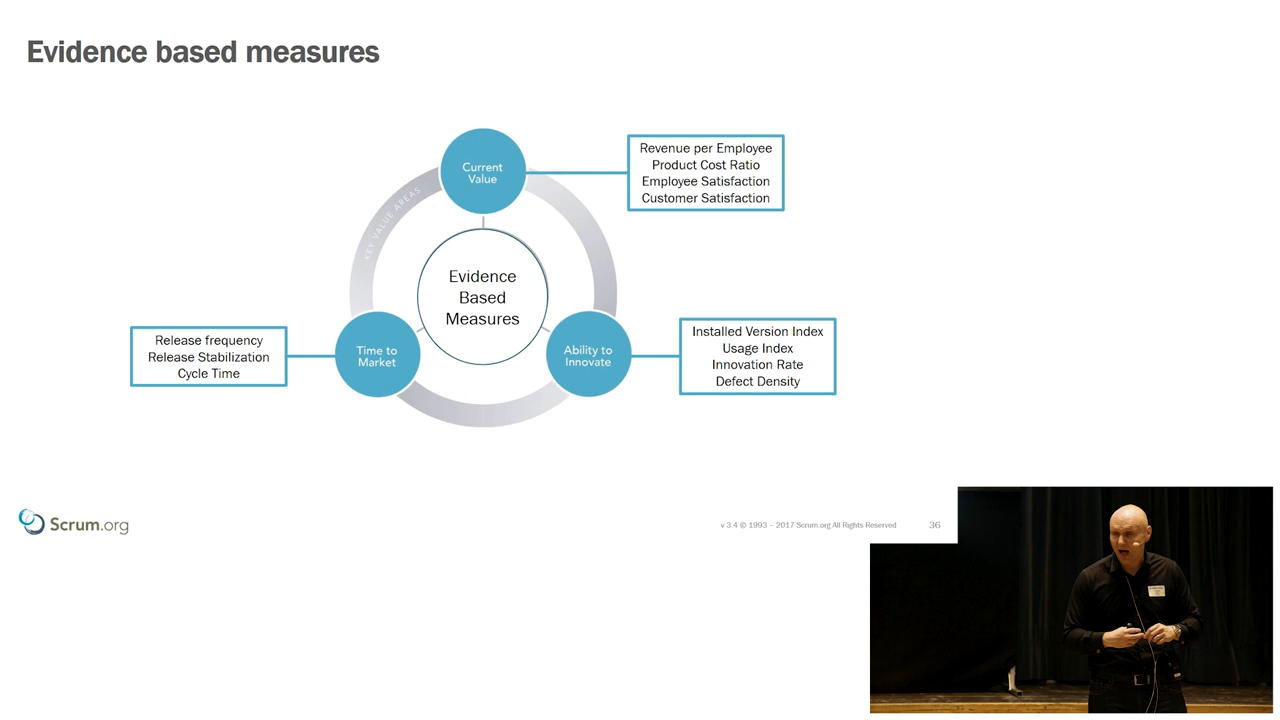 Evidence based measures
Current
Value
KEY VALUE AREAS
Revenue per Employee
Product Cost Ratio
Employee Satisfaction
Customer Satisfaction
Evidence
Based
Measures
Release frequency
Release Stabilization
Cycle Time
Time to
Market
Ability to
Innovate
Installed Version Index
Usage Index
Innovation Rate
Defect Density
Scrum.org
v 3.4 © 1993 – 2017 Scrum.org All Rights Reserved
36